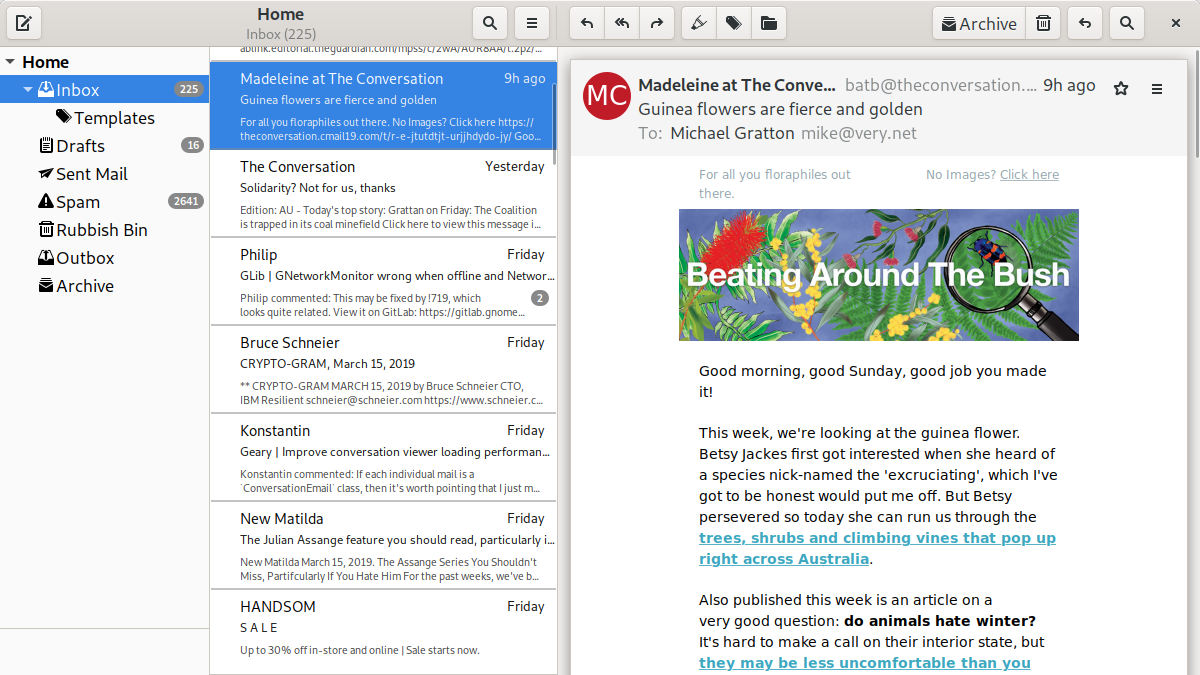 Home
Inbox (225)
Archive
Home
Inbox 225
Templates
Drafts 16
Sent Mail
Spam 2641
Rubbish Bin
Outbox
Archive
Madeleine at The Conversation 9h ago
Guinea flowers are fierce and golden
For all you floraphiles out there. No Images? Click here https://
theconversation.cmail19.com/t/r-e-jtutdtjt-urjjhdydo-jy/ Goo...
The Conversation Yesterday
Solidarity? Not for us, thanks
Edition: AU - Today's top story: Grattan on Friday: The Coalition
is trapped in its coal minefield Click here to view this message i...
Philip Friday
GLib | GNetworkMonitor wrong when offline and Networ...
Philip commented: This may be fixed by !719, which
looks quite related. View it on GitLab: https://gitlab.gnome... 2
Bruce Schneier Friday
CRYPTO-GRAM, March 15, 2019
** CRYPTO-GRAM MARCH 15, 2019 by Bruce Schneier CTO,
IBM Resilient schneier@schneier.com https://www.schneier.c...
Konstantin Friday
Geary | Improve conversation viewer loading performan...
Konstantin commented: If each individual mail is a
`ConversationEmail` class, then it's worth pointing that I just m...
New Matilda Friday
The Julian Assange feature you should read, particularly i...
New Matilda March 15, 2019. The Assange Series You Shouldn't
Miss, Partifcularly If You Hate Him For the past weeks, we've b...
HANDSOM Friday
S A L E
Up to 30% off in-store and online | Sale starts now.
MC
Madeleine at The Conve... batb@theconversation.... 9h ago
Guinea flowers are fierce and golden
To: Michael Gratton mike@very.net
For all you floraphiles out
there.
No Images? Click here
Beating Around The Bush
Good morning, good Sunday, good job you made
it!
This week, we're looking at the guinea flower.
Betsy Jackes first got interested when she heard of
a species nick-named the 'excruciating', which I've
got to be honest would put me off. But Betsy
persevered so today she can run us through the
trees, shrubs and climbing vines that pop up
right across Australia.
Also published this week is an article on a
very good question: do animals hate winter?
It's hard to make a call on their interior state, but
they may be less uncomfortable than you